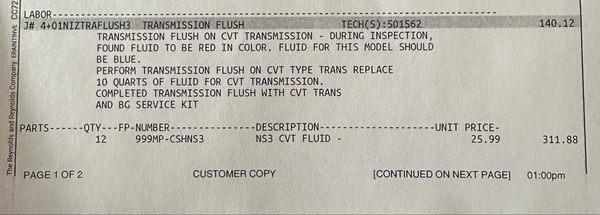 LABOR------------------------------------------------
J# 4+01NIZTRAFLUSH3 TRANSMISSION FLUSH TECH(S):501562 140.12
TRANSMISSION FLUSH ON CVT TRANSMISSION - DURING INSPECTION,
FOUND FLUID TO BE RED IN COLOR. FLUID FOR THIS MODEL SHOULD
BE BLUE.
PERFORM TRANSMISSION FLUSH ON CVT TYPE TRANS REPLACE
10 QUARTS OF FLUID FOR CVT TRANSMISSION.
COMPLETED TRANSMISSION FLUSH WITH CVT TRANS
AND BG SERVICE KIT
PARTS------QTY---FP-NUMBER---------------DESCRIPTION--------------------UNIT PRICE-
12 999MP-CSHNS3 NS3 CVT FLUID - 25.99 311.88
PAGE 1 OF 2 CUSTOMER COPY [CONTINUED ON NEXT PAGE] 01:00pm
The Reynolds and Reynolds Company
CC72